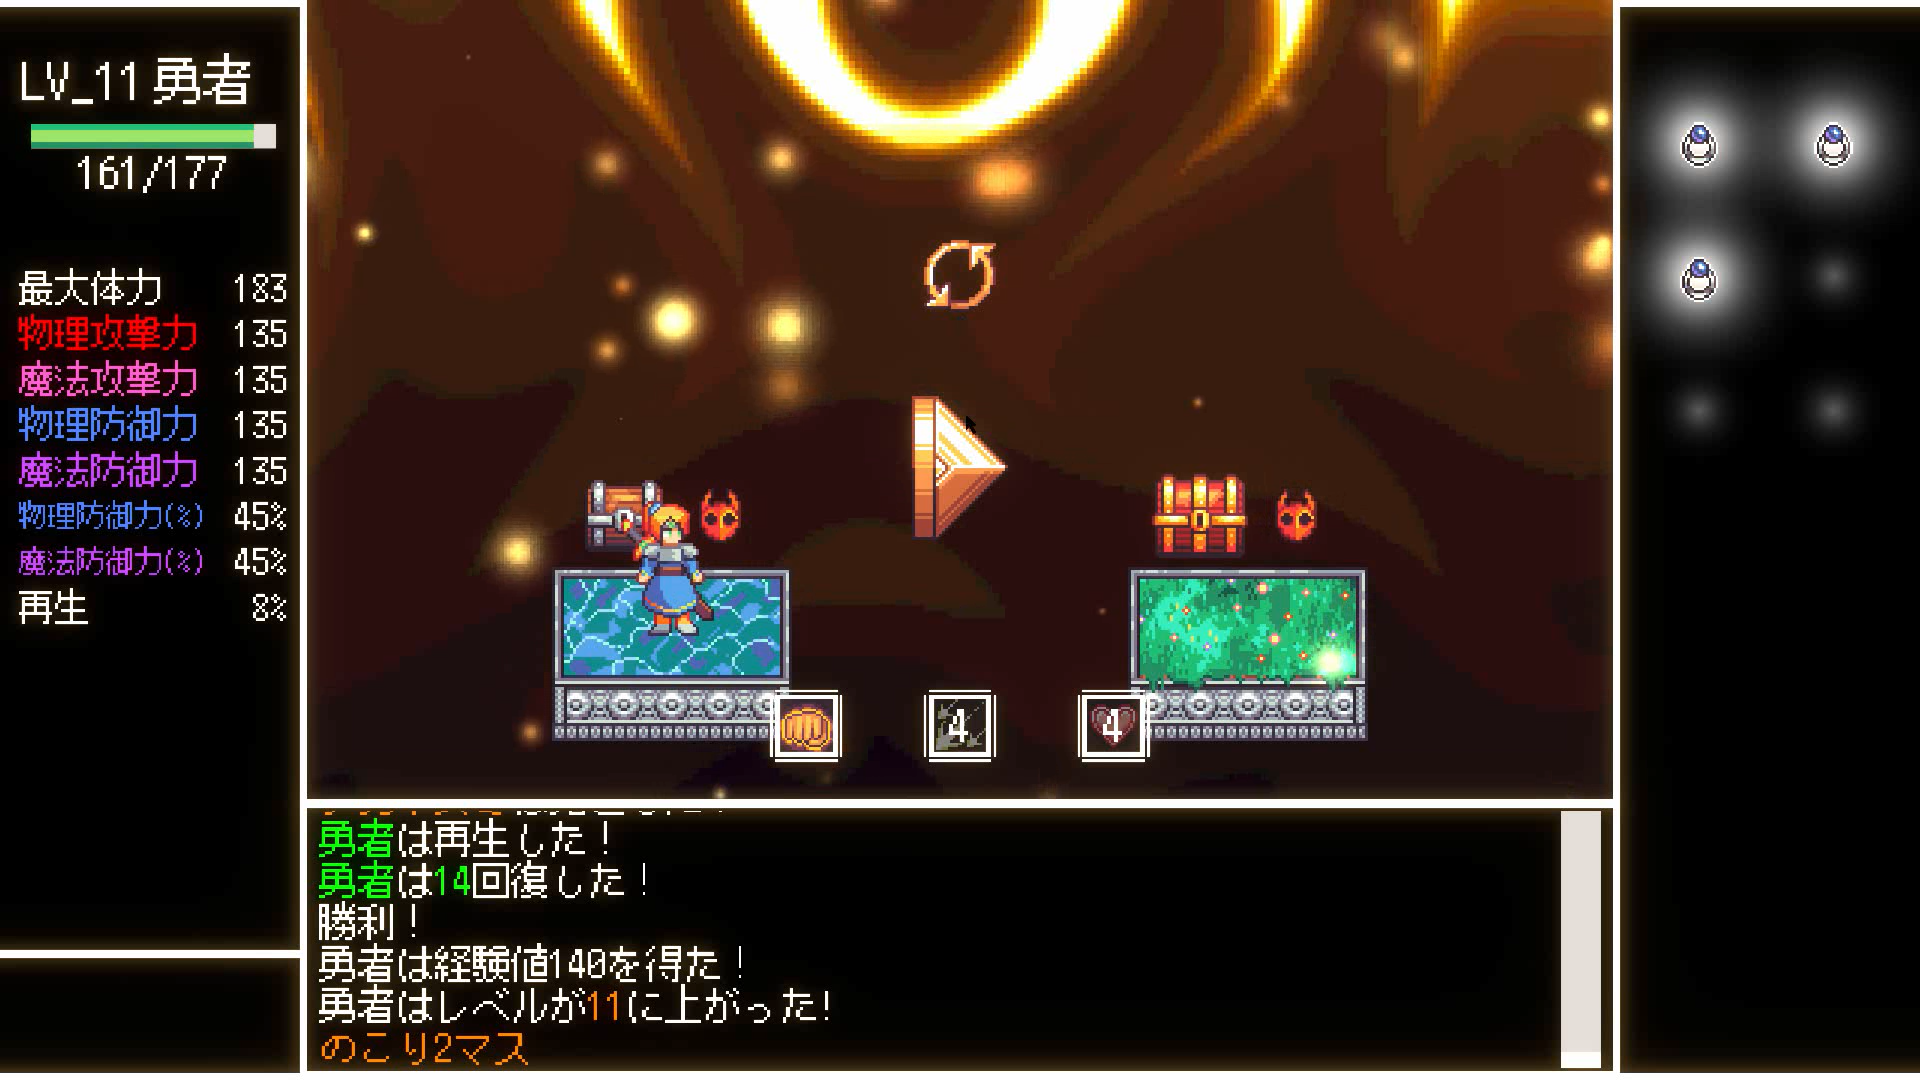 LV_11 勇者
161/177
最大体力 183
物理攻撃力 135
魔法攻撃力 135
物理防御力 135
魔法防御力 135
物理防御力(%) 45%
魔法防御力(%) 45%
再生 8%
4
4
勇者は再生した！
勇者は14回復した！
勝利！
勇者は経験値140を得た！
勇者はレベルが11に上がった!
のこり2マス